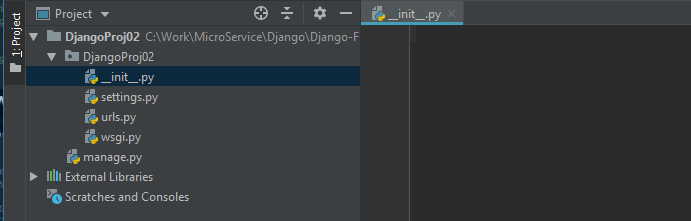 1: Project
Project
__init__.py
DjangoProj02 C:\Work\MicroService\Django\Django-F
DjangoProj02
__init__.py
settings.py
urls.py
wsgi.py
manage.py
External Libraries
Scratches and Consoles